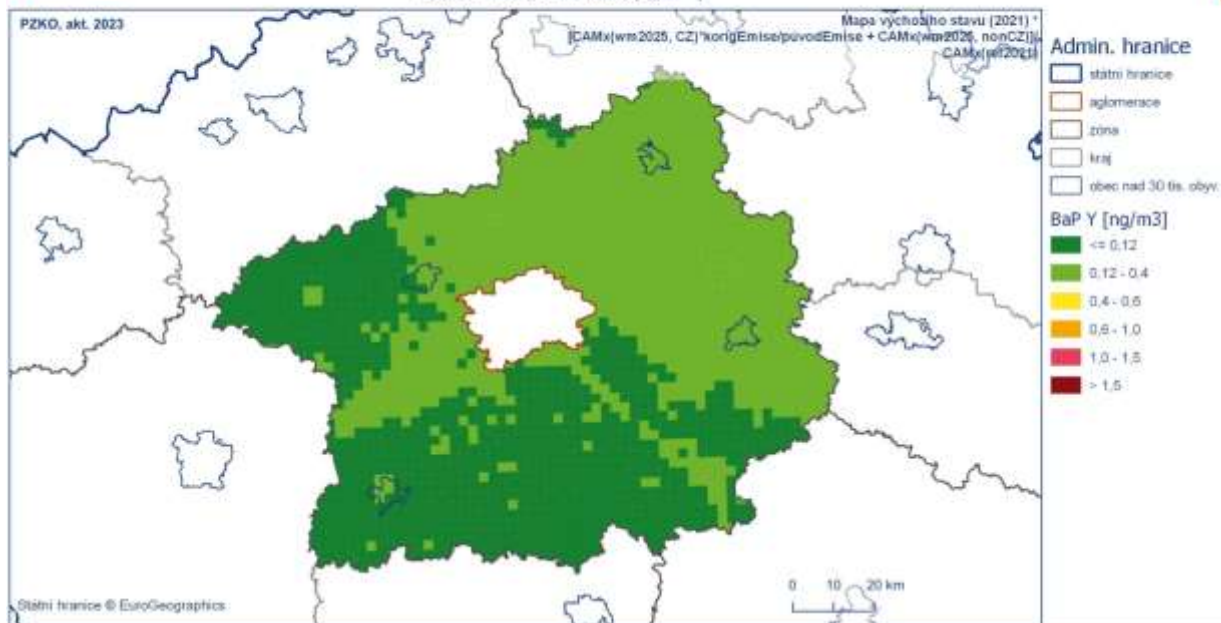 PZKO, akt. 2023
Mapa výchozího stavu (2021) *
[CAMx(wm2025, CZ)*korigEmise/puvodEmise + CAMx(wm2025, nonCZ)]/
CAMx(ref2021)
Admin. hranice
státní hranice
aglomerace
zóna
kraj
obec nad 30 tis. obyv.
BaP Y [ng/m3]
<= 0,12
0,12 - 0,4
0,4 - 0,6
0,6 - 1,0
1,0 - 1,5
> 1,5
0 10 20 km
Státní hranice © EuroGeographics